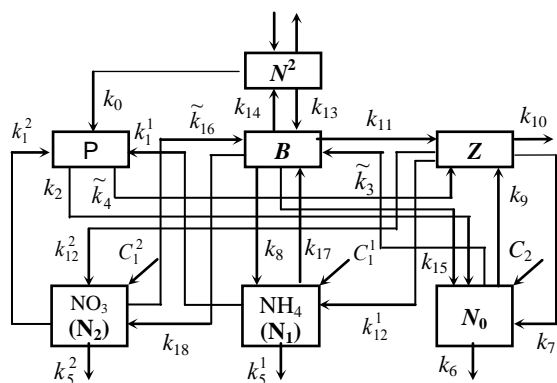 N²
k₀
k₁₄
k₁₃
k₁²
k₁¹
k̃₁₆
k₁₁
k₁₀
P
B
Z
k₂
k̃₄
k̃₃
k₉
k₁₂²
C₁²
k₈
k₁₇
C₁¹
k₁₅
C₂
NO₃
(N₂)
NH₄
(N₁)
N₀
k₁₈
k₁₂¹
k₇
k₅²
k₅¹
k₆